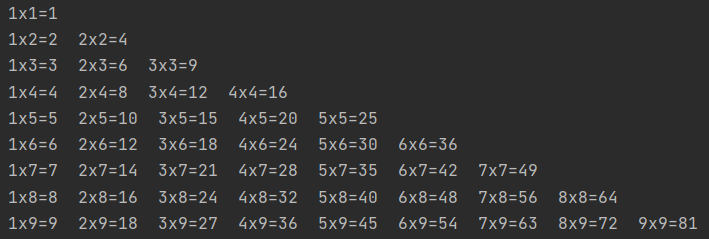 1x1=1
1x2=2  2x2=4
1x3=3  2x3=6  3x3=9
1x4=4  2x4=8  3x4=12  4x4=16
1x5=5  2x5=10  3x5=15  4x5=20  5x5=25
1x6=6  2x6=12  3x6=18  4x6=24  5x6=30  6x6=36
1x7=7  2x7=14  3x7=21  4x7=28  5x7=35  6x7=42  7x7=49
1x8=8  2x8=16  3x8=24  4x8=32  5x8=40  6x8=48  7x8=56  8x8=64
1x9=9  2x9=18  3x9=27  4x9=36  5x9=45  6x9=54  7x9=63  8x9=72  9x9=81